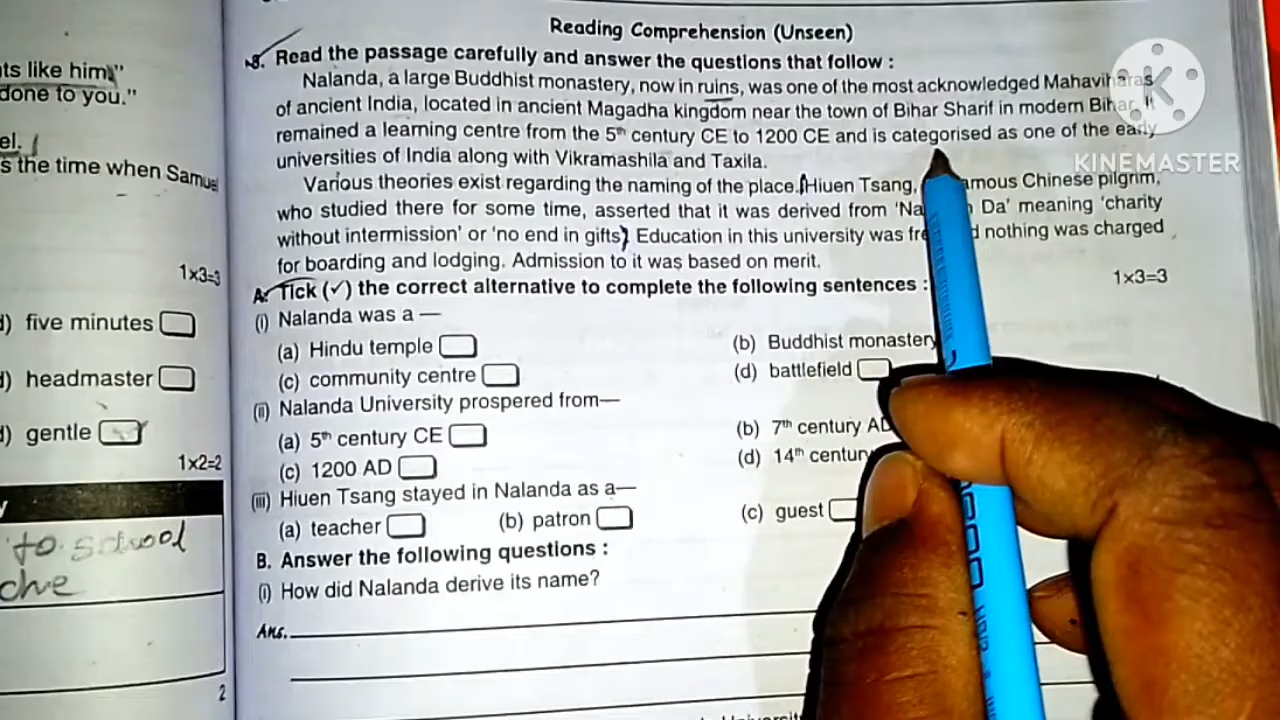 Reading Comprehension (Unseen)
3. Read the passage carefully and answer the questions that follow :
Nalanda, a large Buddhist monastery, now in ruins, was one of the most acknowledged Mahaviharas
of ancient India, located in ancient Magadha kingdom near the town of Bihar Sharif in modern Bihar. It
remained a learning centre from the 5th century CE to 1200 CE and is categorised as one of the early
universities of India along with Vikramashila and Taxila.
Various theories exist regarding the naming of the place. Hiuen Tsang, Chinese pilgrim,
who studied there for some time, asserted that it was derived from Da' meaning 'charity
without intermission' or 'no end in gifts' Education in this university was nothing was charged
for boarding and lodging. Admission to it was based on merit.
A. Tick (✓) the correct alternative to complete the following sentences : 1×3=3
(i) Nalanda was a —
(a) Hindu temple (b) Buddhist monastery
(c) community centre (d) battlefield
(ii) Nalanda University prospered from—
(a) 5th century CE (b) 7th century AD
(c) 1200 AD (d) 14th century
(iii) Hiuen Tsang stayed in Nalanda as a—
(a) teacher (b) patron (c) guest
B. Answer the following questions :
(i) How did Nalanda derive its name?
Ans.
like him."
done to you."
s the time when Samuel
1×3=3
five minutes
headmaster
gentle
1×2=2
to school
2
KINEMASTER